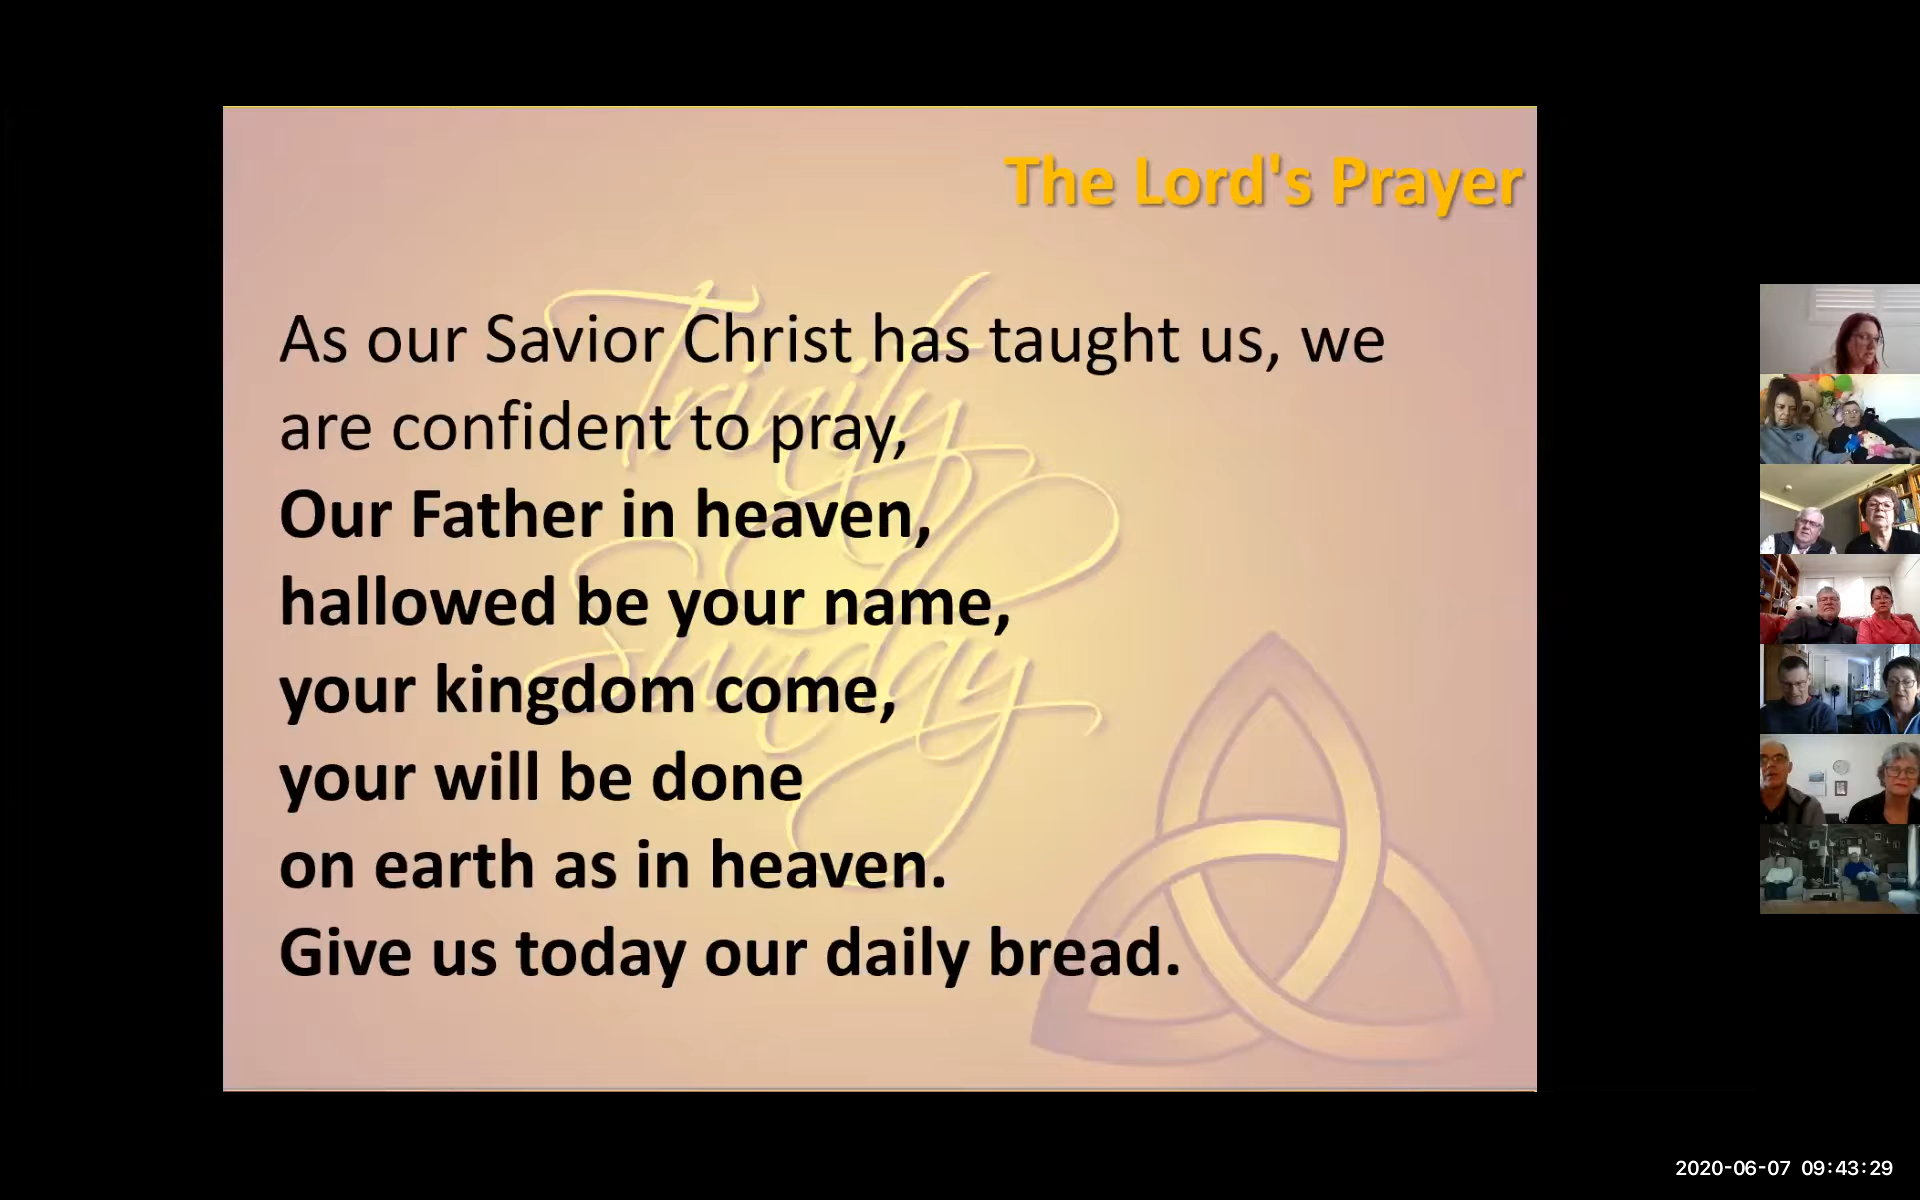 The Lord's Prayer
Trinity
Sunday
As our Savior Christ has taught us, we
are confident to pray,
Our Father in heaven,
hallowed be your name,
your kingdom come,
your will be done
on earth as in heaven.
Give us today our daily bread.
2020-06-07 09:43:29